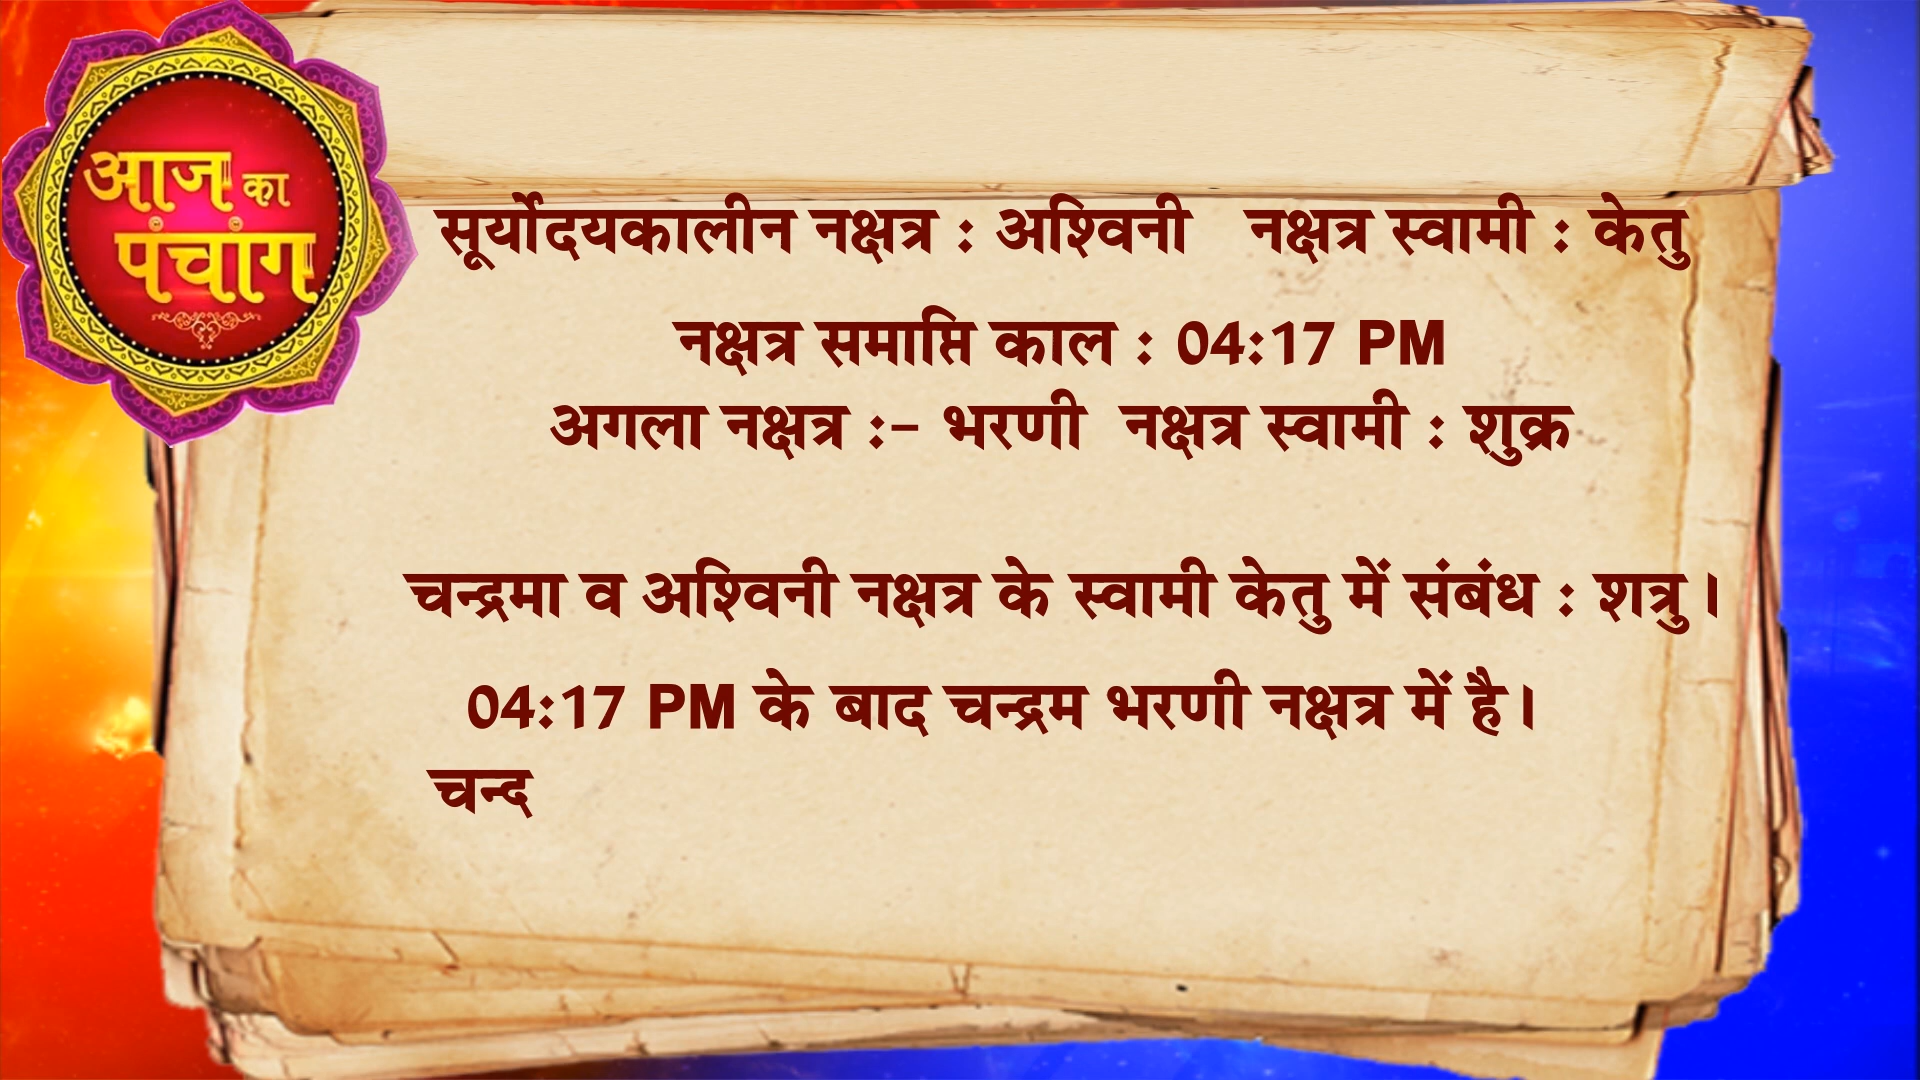 आज का
पंचांग
सूर्योदयकालीन नक्षत्र : अश्विनी नक्षत्र स्वामी : केतु
नक्षत्र समाप्ति काल : 04:17 PM
अगला नक्षत्र :- भरणी नक्षत्र स्वामी : शुक्र
चन्द्रमा व अश्विनी नक्षत्र के स्वामी केतु में संबंध : शत्रु।
04:17 PM के बाद चन्द्रम भरणी नक्षत्र में है।
चन्द